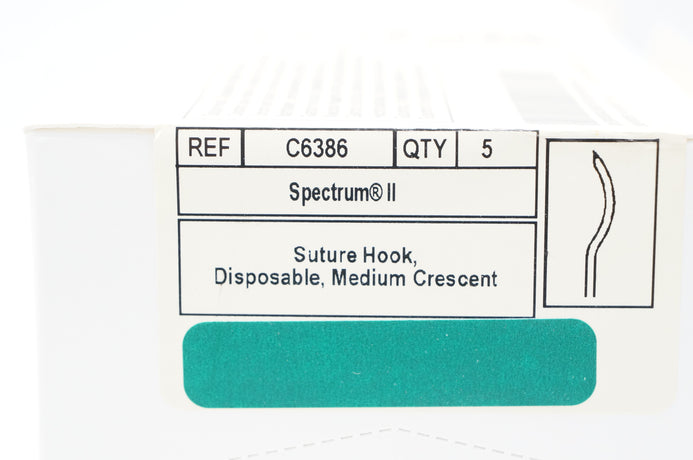 REF C6386 QTY 5
Spectrum® II
Suture Hook,
Disposable, Medium Crescent